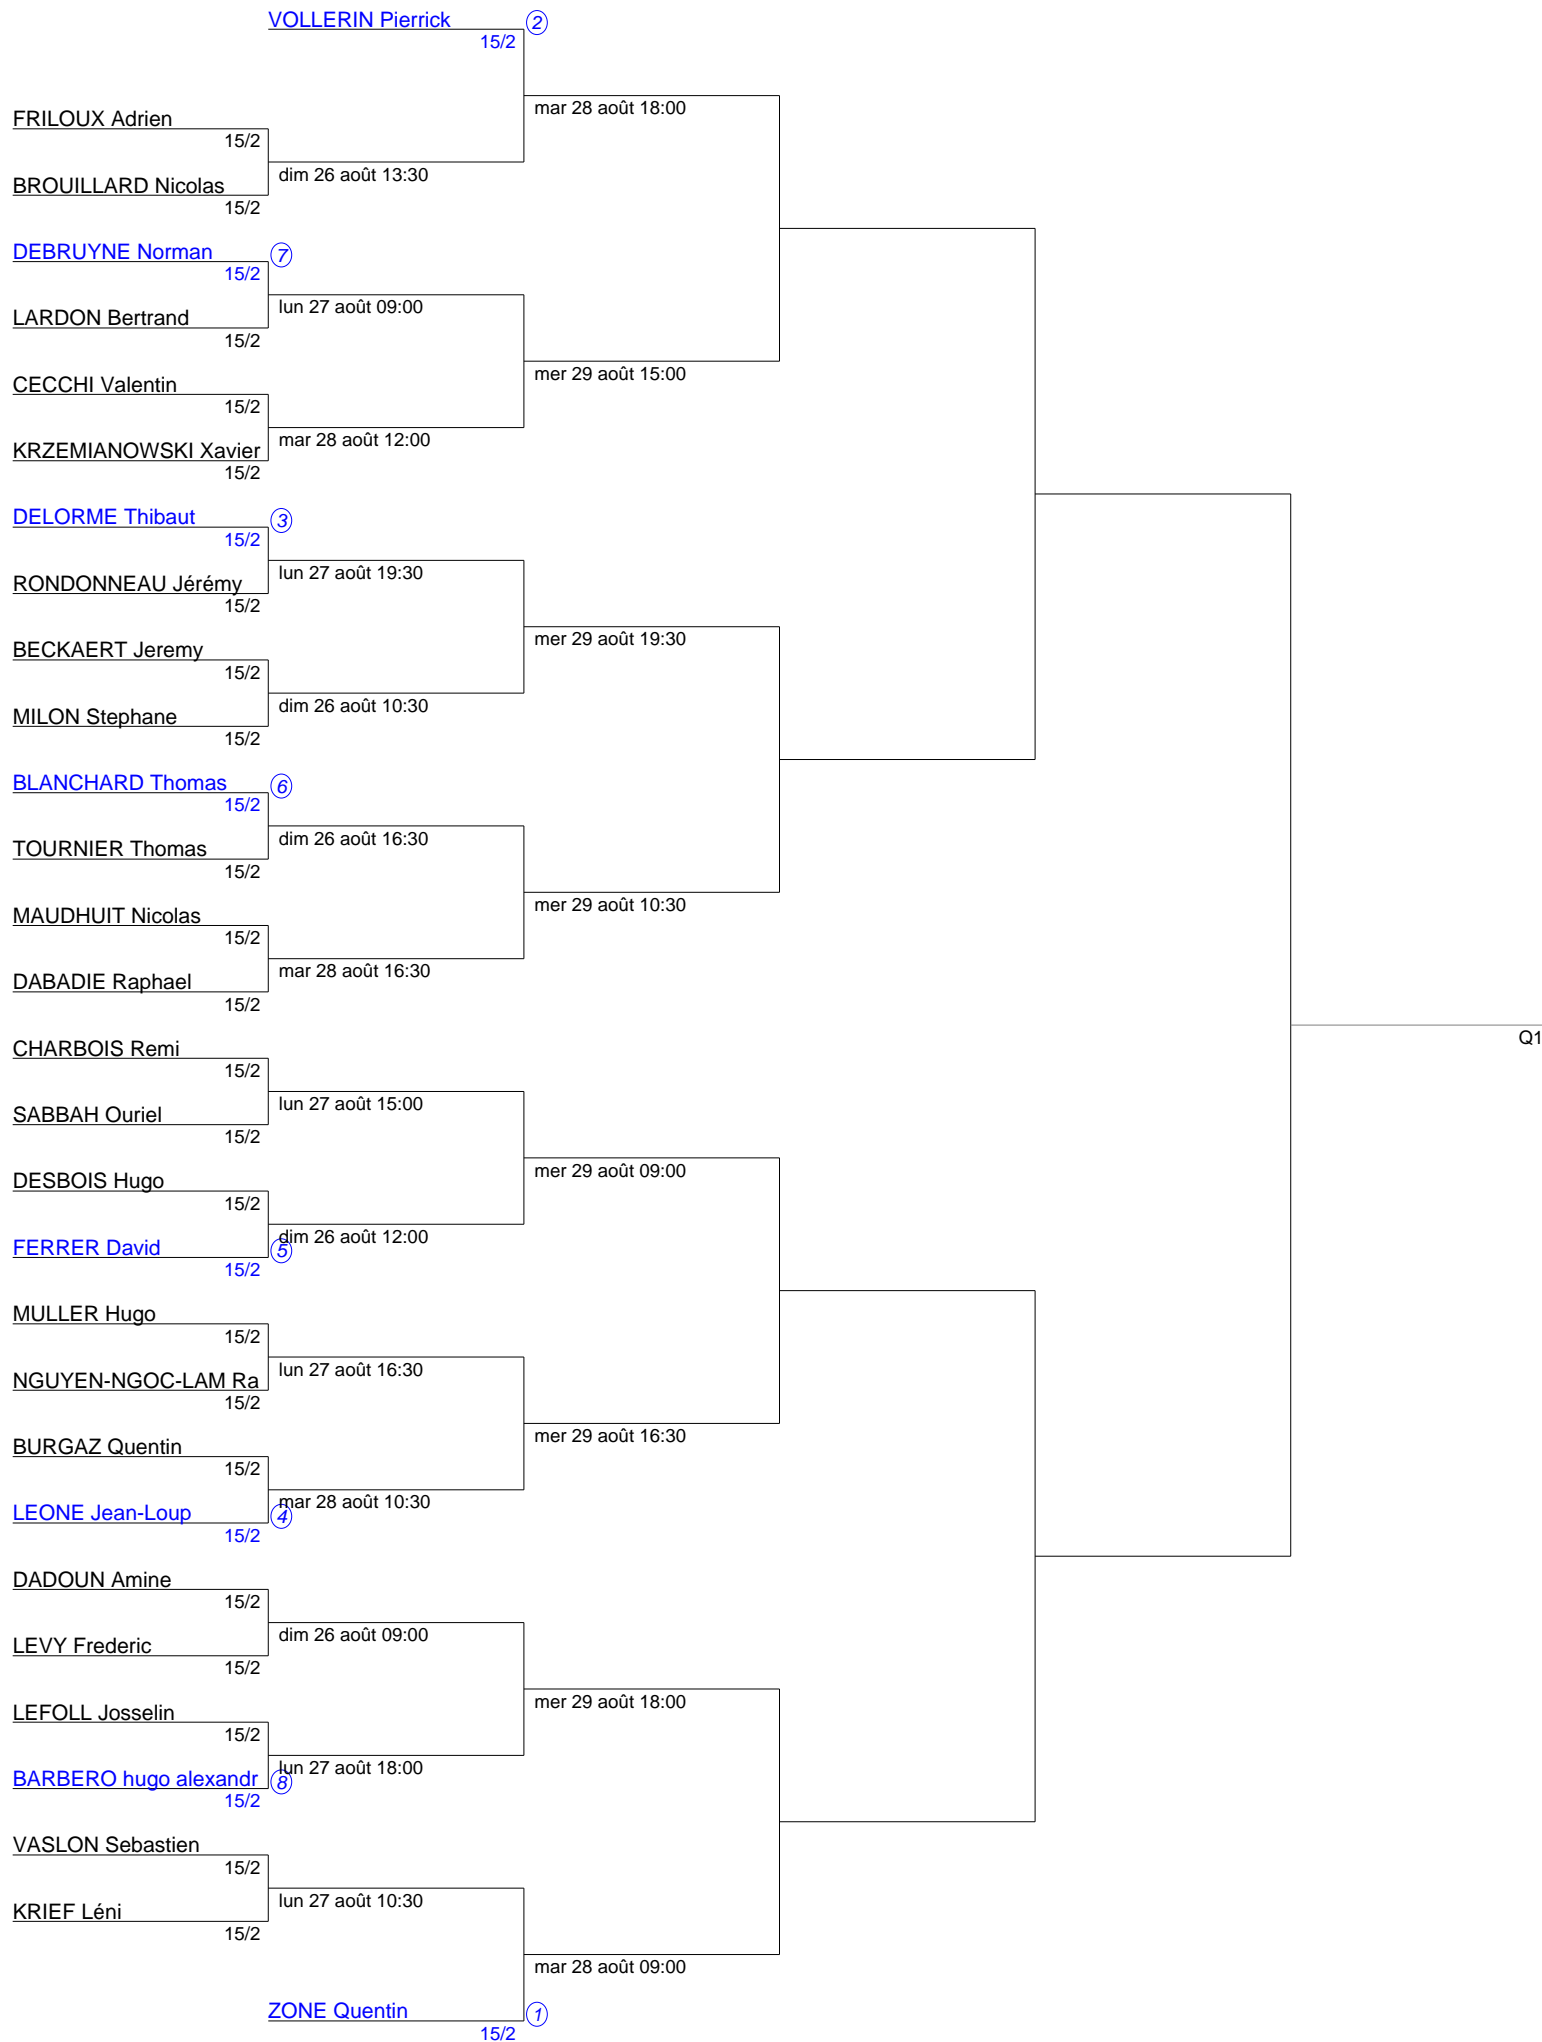 VOLLERIN Pierrick 2
15/2
mar 28 août 18:00
FRILOUX Adrien
15/2
dim 26 août 13:30
BROUILLARD Nicolas
15/2
DEBRUYNE Norman 7
15/2
lun 27 août 09:00
LARDON Bertrand
15/2
mer 29 août 15:00
CECCHI Valentin
15/2
mar 28 août 12:00
KRZEMIANOWSKI Xavier
15/2
DELORME Thibaut 3
15/2
lun 27 août 19:30
RONDONNEAU Jérémy
15/2
mer 29 août 19:30
BECKAERT Jeremy
15/2
dim 26 août 10:30
MILON Stephane
15/2
BLANCHARD Thomas 6
15/2
dim 26 août 16:30
TOURNIER Thomas
15/2
mer 29 août 10:30
MAUDHUIT Nicolas
15/2
mar 28 août 16:30
DABADIE Raphael
15/2
Q1
CHARBOIS Remi
15/2
lun 27 août 15:00
SABBAH Ouriel
15/2
mer 29 août 09:00
DESBOIS Hugo
15/2
dim 26 août 12:00
FERRER David 5
15/2
MULLER Hugo
15/2
lun 27 août 16:30
NGUYEN-NGOC-LAM Ra
15/2
mer 29 août 16:30
BURGAZ Quentin
15/2
mar 28 août 10:30
LEONE Jean-Loup 4
15/2
DADOUN Amine
15/2
dim 26 août 09:00
LEVY Frederic
15/2
mer 29 août 18:00
LEFOLL Josselin
15/2
lun 27 août 18:00
BARBERO hugo alexandr 8
15/2
VASLON Sebastien
15/2
lun 27 août 10:30
KRIEF Léni
15/2
mar 28 août 09:00
ZONE Quentin 1
15/2